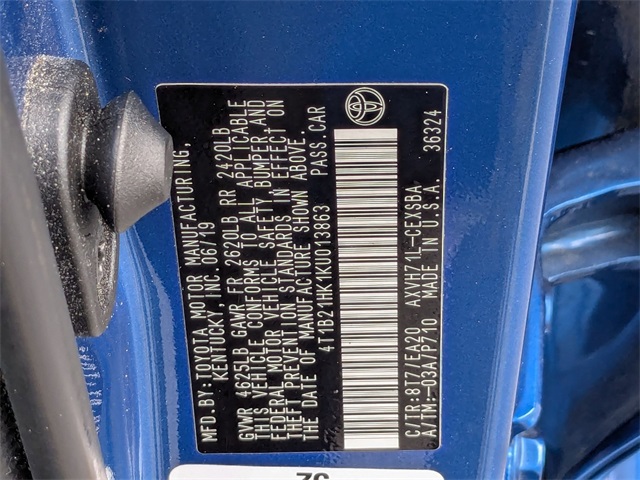 MFD. BY: TOYOTA MOTOR MANUFACTURING,
KENTUCKY, INC. 06/19
GVWR 4625LB GAWR FR 2620LB RR 2420LB
THIS VEHICLE CONFORMS TO ALL APPLICABLE
FEDERAL MOTOR VEHICLE SAFETY, BUMPER, AND
THEFT PREVENTION STANDARDS IN EFFECT ON
THE DATE OF MANUFACTURE SHOWN ABOVE.
4T1B21HK1KU013863 PASS. CAR
C/TR:8T7/EA20 AXVH71L-CEXSBA
A/TM:-03A/P710 MADE IN U.S.A. 36324